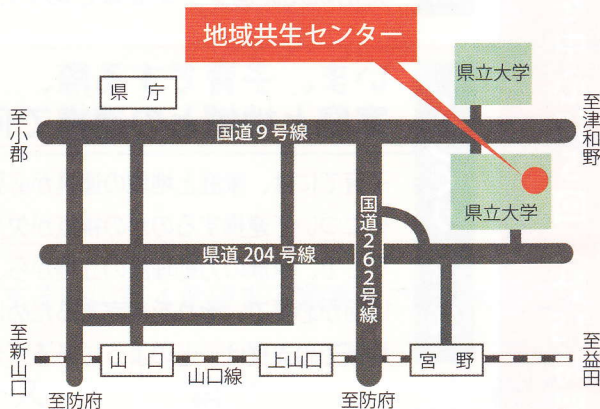 地域共生センター
県立大学
県 庁
至小郡
国道9号線
至津和野
県立大学
国道262号線
県道204号線
至新山口
山 口
山口線
上山口
宮 野
至益田
至防府
至防府